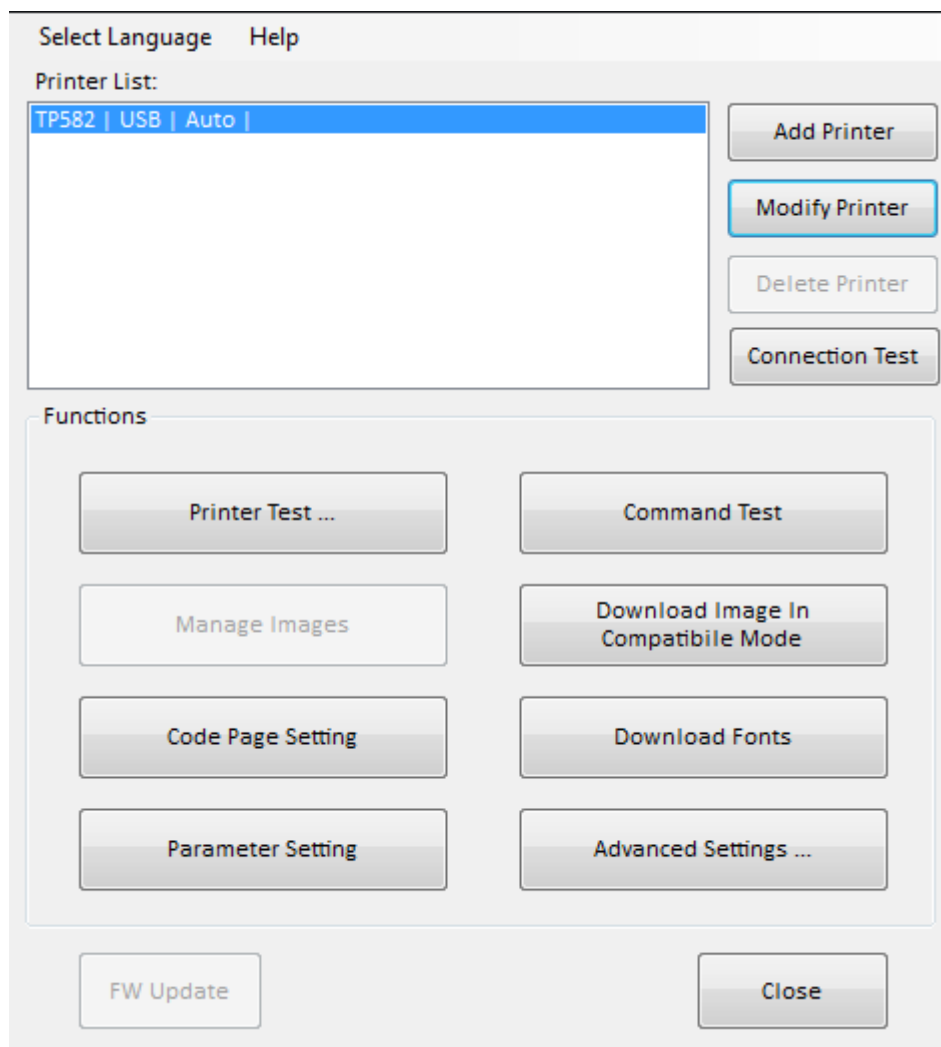 Select Language Help
Printer List:
TP582 | USB | Auto |
Add Printer
Modify Printer
Delete Printer
Connection Test
Functions
Printer Test ...
Command Test
Manage Images
Download Image In
Compatibile Mode
Code Page Setting
Download Fonts
Parameter Setting
Advanced Settings ...
FW Update
Close